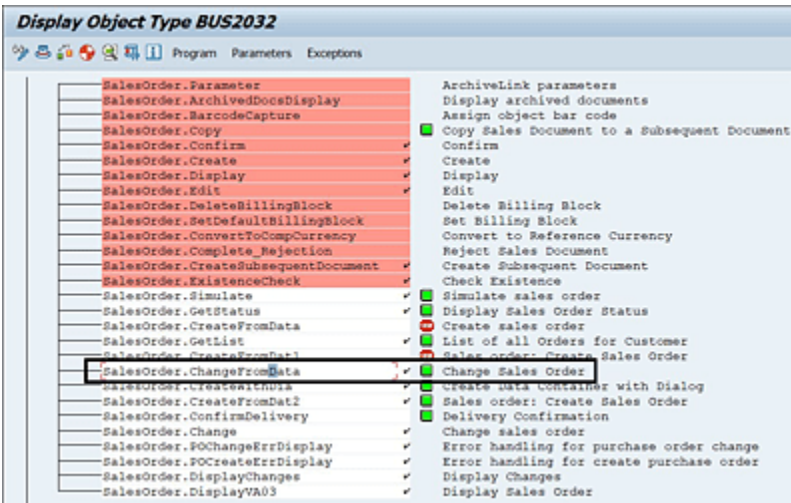 Display Object Type BUS2032
Program Parameters Exceptions
SalesOrder.Parameter ArchiveLink parameters
SalesOrder.ArchivedDocsDisplay Display archived documents
SalesOrder.BarcodeCapture Assign object bar code
SalesOrder.Copy Copy Sales Document to a Subsequent Document
SalesOrder.Confirm Confirm
SalesOrder.Create Create
SalesOrder.Display Display
SalesOrder.Edit Edit
SalesOrder.DeleteBillingBlock Delete Billing Block
SalesOrder.SetDefaultBillingBlock Set Billing Block
SalesOrder.ConvertToCompCurrency Convert to Reference Currency
SalesOrder.Complete_Rejection Reject Sales Document
SalesOrder.CreateSubsequentDocument Create Subsequent Document
SalesOrder.ExistenceCheck Check Existence
SalesOrder.Simulate Simulate sales order
SalesOrder.GetStatus Display Sales Order Status
SalesOrder.CreateFromData Create sales order
SalesOrder.GetList List of all Orders for Customer
SalesOrder.CreateFromDat1 Sales order: Create Sales Order
SalesOrder.ChangeFromData Change Sales Order
SalesOrder.CreateWithDia Create Data Container with Dialog
SalesOrder.CreateFromDat2 Sales order: Create Sales Order
SalesOrder.ConfirmDelivery Delivery Confirmation
SalesOrder.Change Change sales order
SalesOrder.POChangeErrDisplay Error handling for purchase order change
SalesOrder.POCreateErrDisplay Error handling for create purchase order
SalesOrder.DisplayChanges Display Changes
SalesOrder.DisplayVA03 Display Sales Order